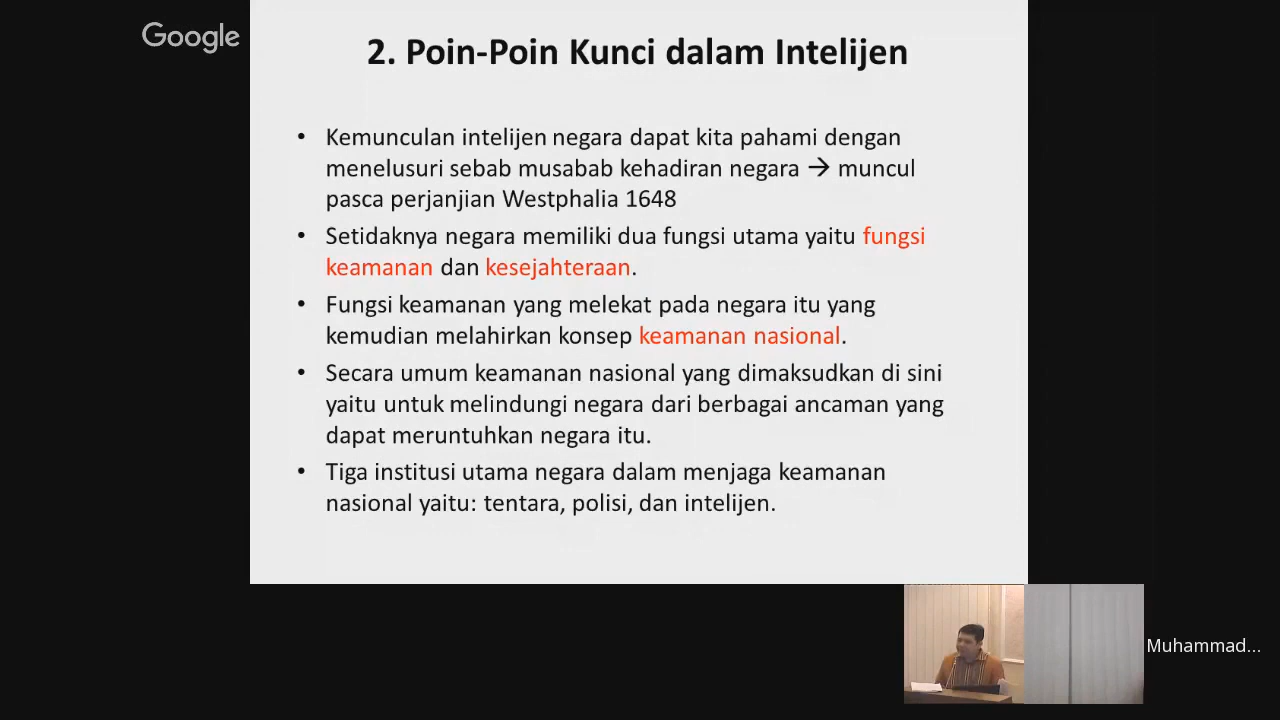 Google
2. Poin-Poin Kunci dalam Intelijen
• Kemunculan intelijen negara dapat kita pahami dengan
menelusuri sebab musabab kehadiran negara → muncul
pasca perjanjian Westphalia 1648
• Setidaknya negara memiliki dua fungsi utama yaitu fungsi
keamanan dan kesejahteraan.
• Fungsi keamanan yang melekat pada negara itu yang
kemudian melahirkan konsep keamanan nasional.
• Secara umum keamanan nasional yang dimaksudkan di sini
yaitu untuk melindungi negara dari berbagai ancaman yang
dapat meruntuhkan negara itu.
• Tiga institusi utama negara dalam menjaga keamanan
nasional yaitu: tentara, polisi, dan intelijen.
Muhammad...